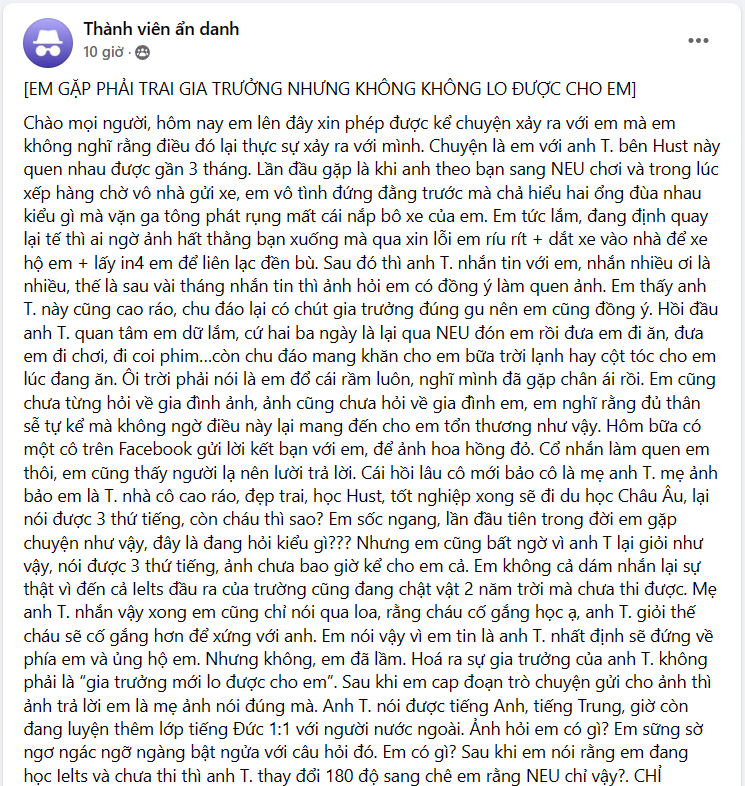 Thành viên ẩn danh
10 giờ ·
[EM GẶP PHẢI TRAI GIA TRƯỞNG NHƯNG KHÔNG KHÔNG LO ĐƯỢC CHO EM]
Chào mọi người, hôm nay em lên đây xin phép được kể chuyện xảy ra với em mà em
không nghĩ rằng điều đó lại thực sự xảy ra với mình. Chuyện là em với anh T. bên Hust này
quen nhau được gần 3 tháng. Lần đầu gặp là khi anh theo bạn sang NEU chơi và trong lúc
xếp hàng chờ vô nhà gửi xe, em vô tình đứng đằng trước mà chả hiểu hai ổng đùa nhau
kiểu gì mà vặn ga tông phát rụng mất cái nắp bô xe của em. Em tức lắm, đang định quay
lại tế thì ai ngờ ảnh hất thằng bạn xuống mà qua xin lỗi em ríu rít + dắt xe vào nhà để xe
hộ em + lấy in4 em để liên lạc đền bù. Sau đó thì anh T. nhắn tin với em, nhắn nhiều ơi là
nhiều, thế là sau vài tháng nhắn tin thì ảnh hỏi em có đồng ý làm quen ảnh. Em thấy anh
T. này cũng cao ráo, chu đáo lại có chút gia trưởng đúng gu nên em cũng đồng ý. Hồi đầu
anh T. quan tâm em dữ lắm, cứ hai ba ngày là lại qua NEU đón em rồi đưa em đi ăn, đưa
em đi chơi, đi coi phim...còn chu đáo mang khăn cho em bữa trời lạnh hay cột tóc cho em
lúc đang ăn. Ôi trời phải nói là em đổ cái rầm luôn, nghĩ mình đã gặp chân ái rồi. Em cũng
chưa từng hỏi về gia đình ảnh, ảnh cũng chưa hỏi về gia đình em, em nghĩ rằng đủ thân
sẽ tự kể mà không ngờ điều này lại mang đến cho em tổn thương như vậy. Hôm bữa có
một cô trên Facebook gửi lời kết bạn với em, để ảnh hoa hồng đỏ. Cổ nhắn làm quen em
thôi, em cũng thấy người lạ nên lười trả lời. Cái hồi lâu cô mới bảo cô là mẹ anh T. mẹ ảnh
bảo em là T. nhà cô cao ráo, đẹp trai, học Hust, tốt nghiệp xong sẽ đi du học Châu Âu, lại
nói được 3 thứ tiếng, còn cháu thì sao? Em sốc ngang, lần đầu tiên trong đời em gặp
chuyện như vậy, đây là đang hỏi kiểu gì??? Nhưng em cũng bất ngờ vì anh T lại giỏi như
vậy, nói được 3 thứ tiếng, ảnh chưa bao giờ kể cho em cả. Em không cả dám nhắn lại sự
thật vì đến cả Ielts đầu ra của trường cũng đang chật vật 2 năm trời mà chưa thi được. Mẹ
anh T. nhắn vậy xong em cũng chỉ nói qua loa, rằng cháu cố gắng học ạ, anh T. giỏi thế
cháu sẽ cố gắng hơn để xứng với anh. Em nói vậy vì em tin là anh T. nhất định sẽ đứng về
phía em và ủng hộ em. Nhưng không, em đã lầm. Hoá ra sự gia trưởng của anh T. không
phải là “gia trưởng mới lo được cho em”. Sau khi em cap đoạn trò chuyện gửi cho ảnh thì
ảnh trả lời em là mẹ ảnh nói đúng mà. Anh T. nói được tiếng Anh, tiếng Trung, giờ còn
đang luyện thêm lớp tiếng Đức 1:1 với người nước ngoài. Ảnh hỏi em có gì? Em sững sờ
ngơ ngác ngỡ ngàng bật ngửa với câu hỏi đó. Em có gì? Sau khi em nói rằng em đang
học Ielts và chưa thi thì anh T. thay đổi 180 độ sang chê em rằng NEU chỉ vậy?. CHỈ